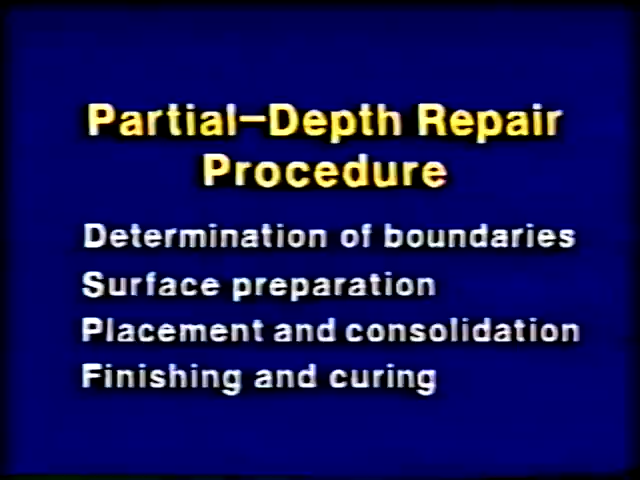 Partial-Depth Repair
Procedure
Determination of boundaries
Surface preparation
Placement and consolidation
Finishing and curing